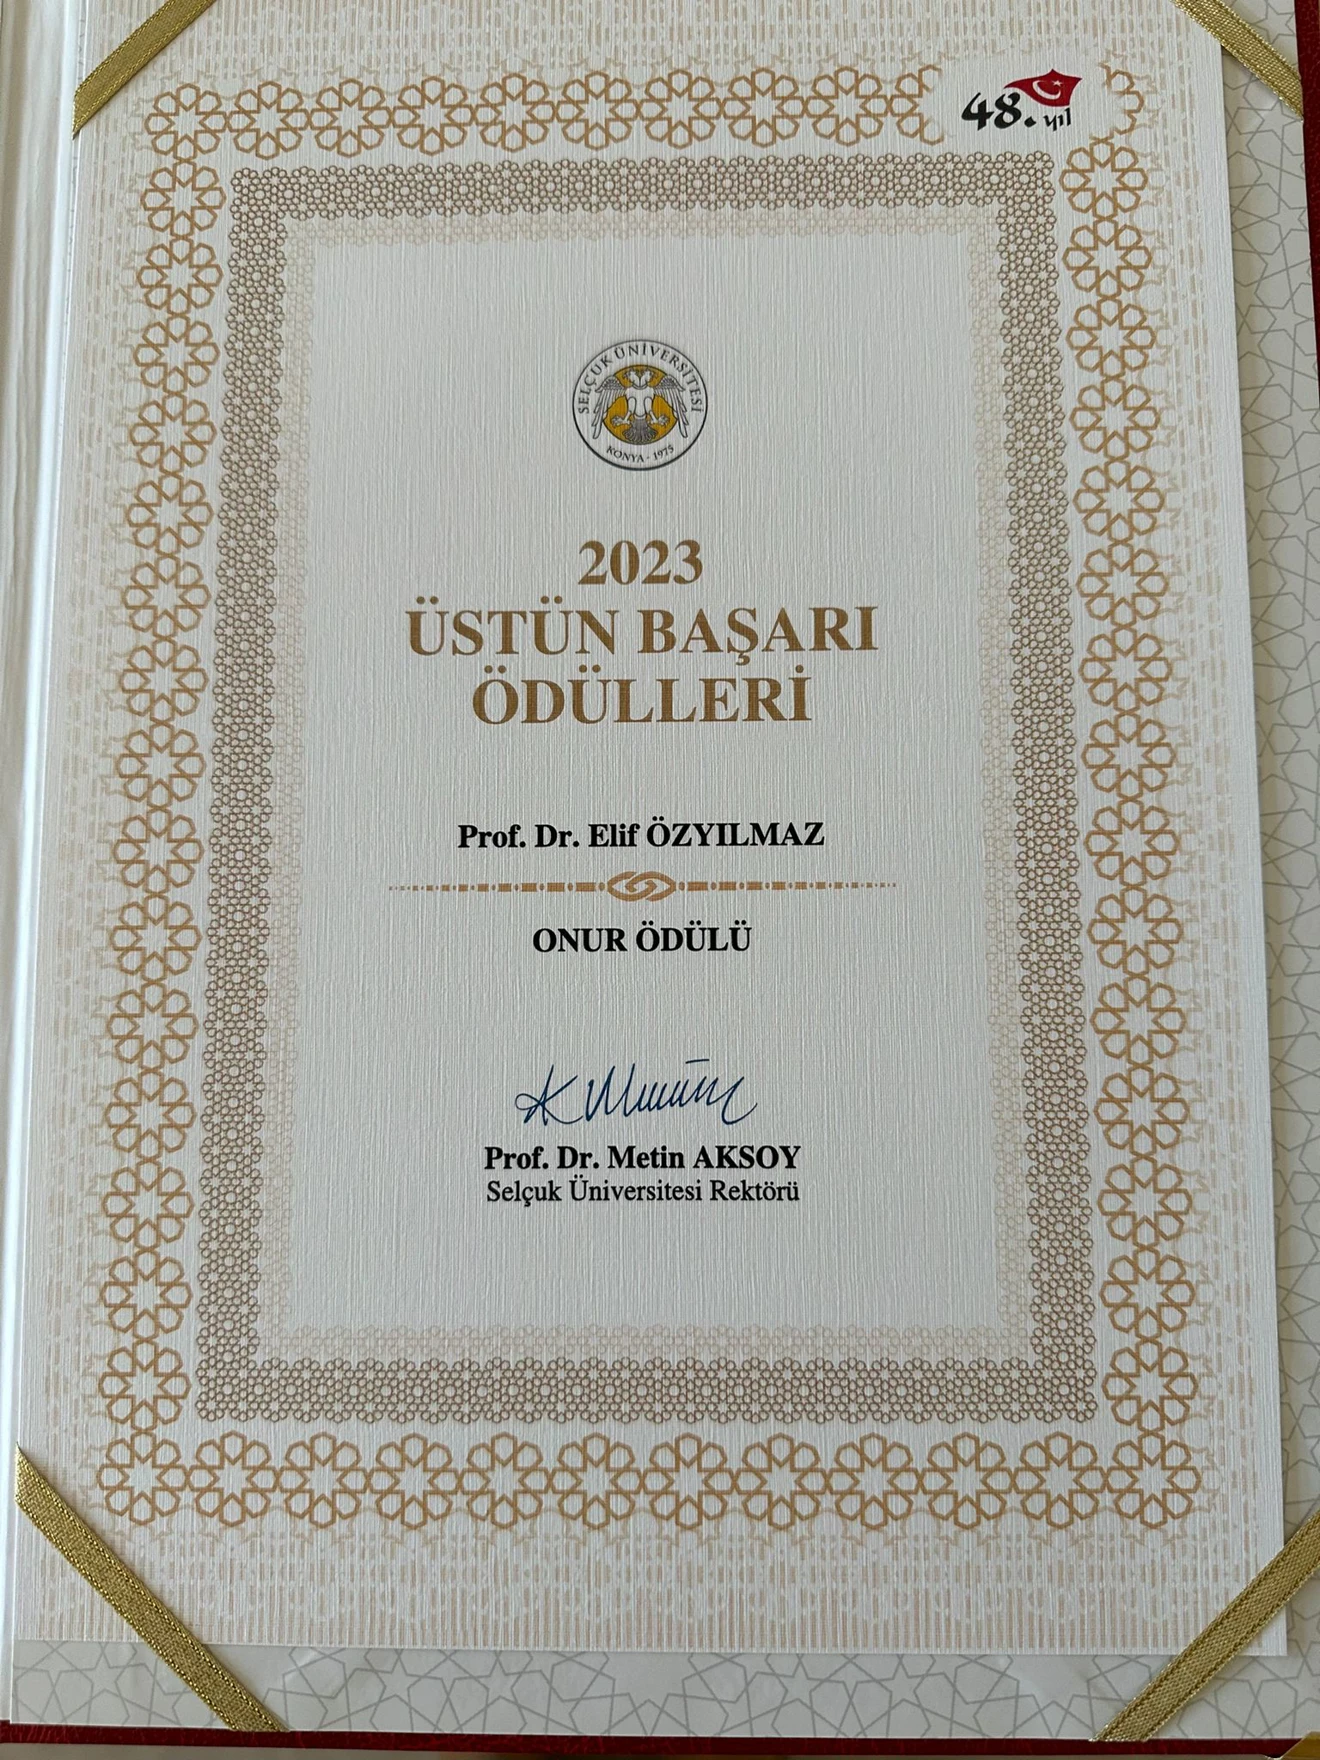 48. yıl
SELÇUK ÜNİVERSİTESİ
KONYA - 1975
2023
ÜSTÜN BAŞARI
ÖDÜLLERİ
Prof. Dr. Elif ÖZYILMAZ
ONUR ÖDÜLÜ
Prof. Dr. Metin AKSOY
Selçuk Üniversitesi Rektörü